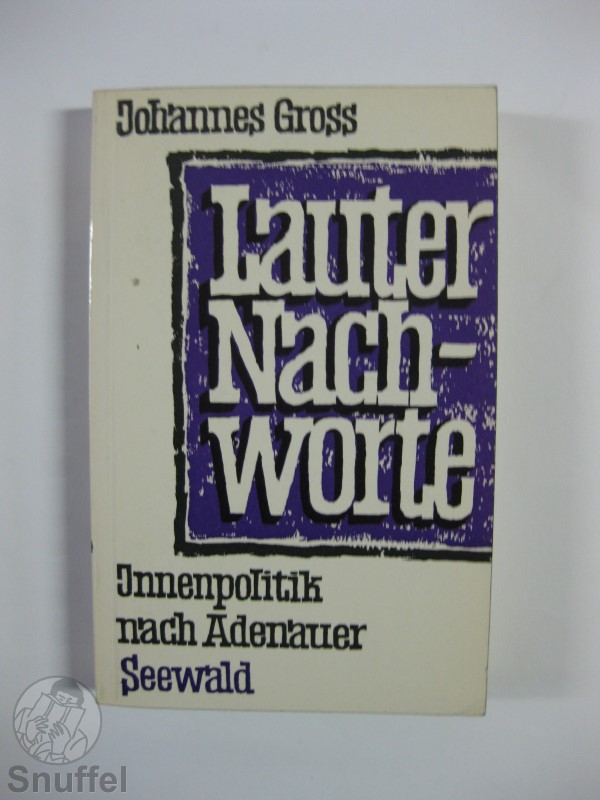 Johannes Gross
Lauter
Nach-
worte
Innenpolitik
nach Adenauer
Seewald
Snuffel